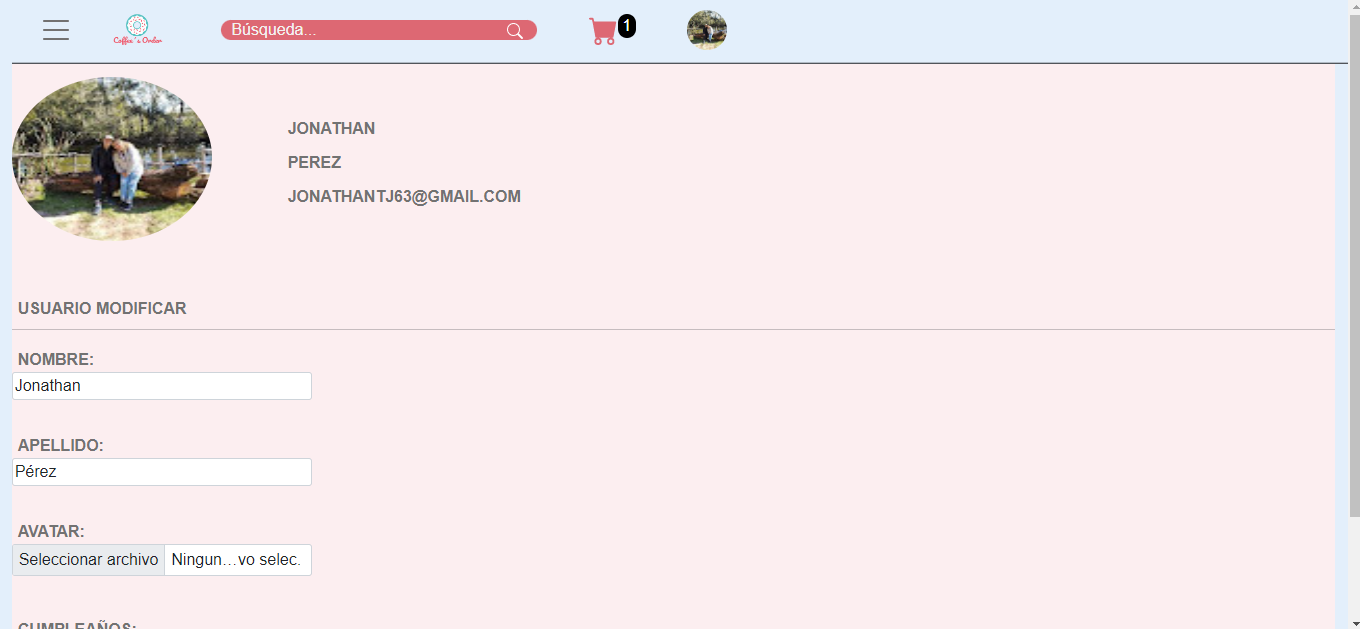 Coffee´s Order
Búsqueda...
1
JONATHAN
PEREZ
JONATHANTJ63@GMAIL.COM
USUARIO MODIFICAR
NOMBRE:
Jonathan
APELLIDO:
Pérez
AVATAR:
Seleccionar archivo Ningun…vo selec.
CUMPLEAÑOS: